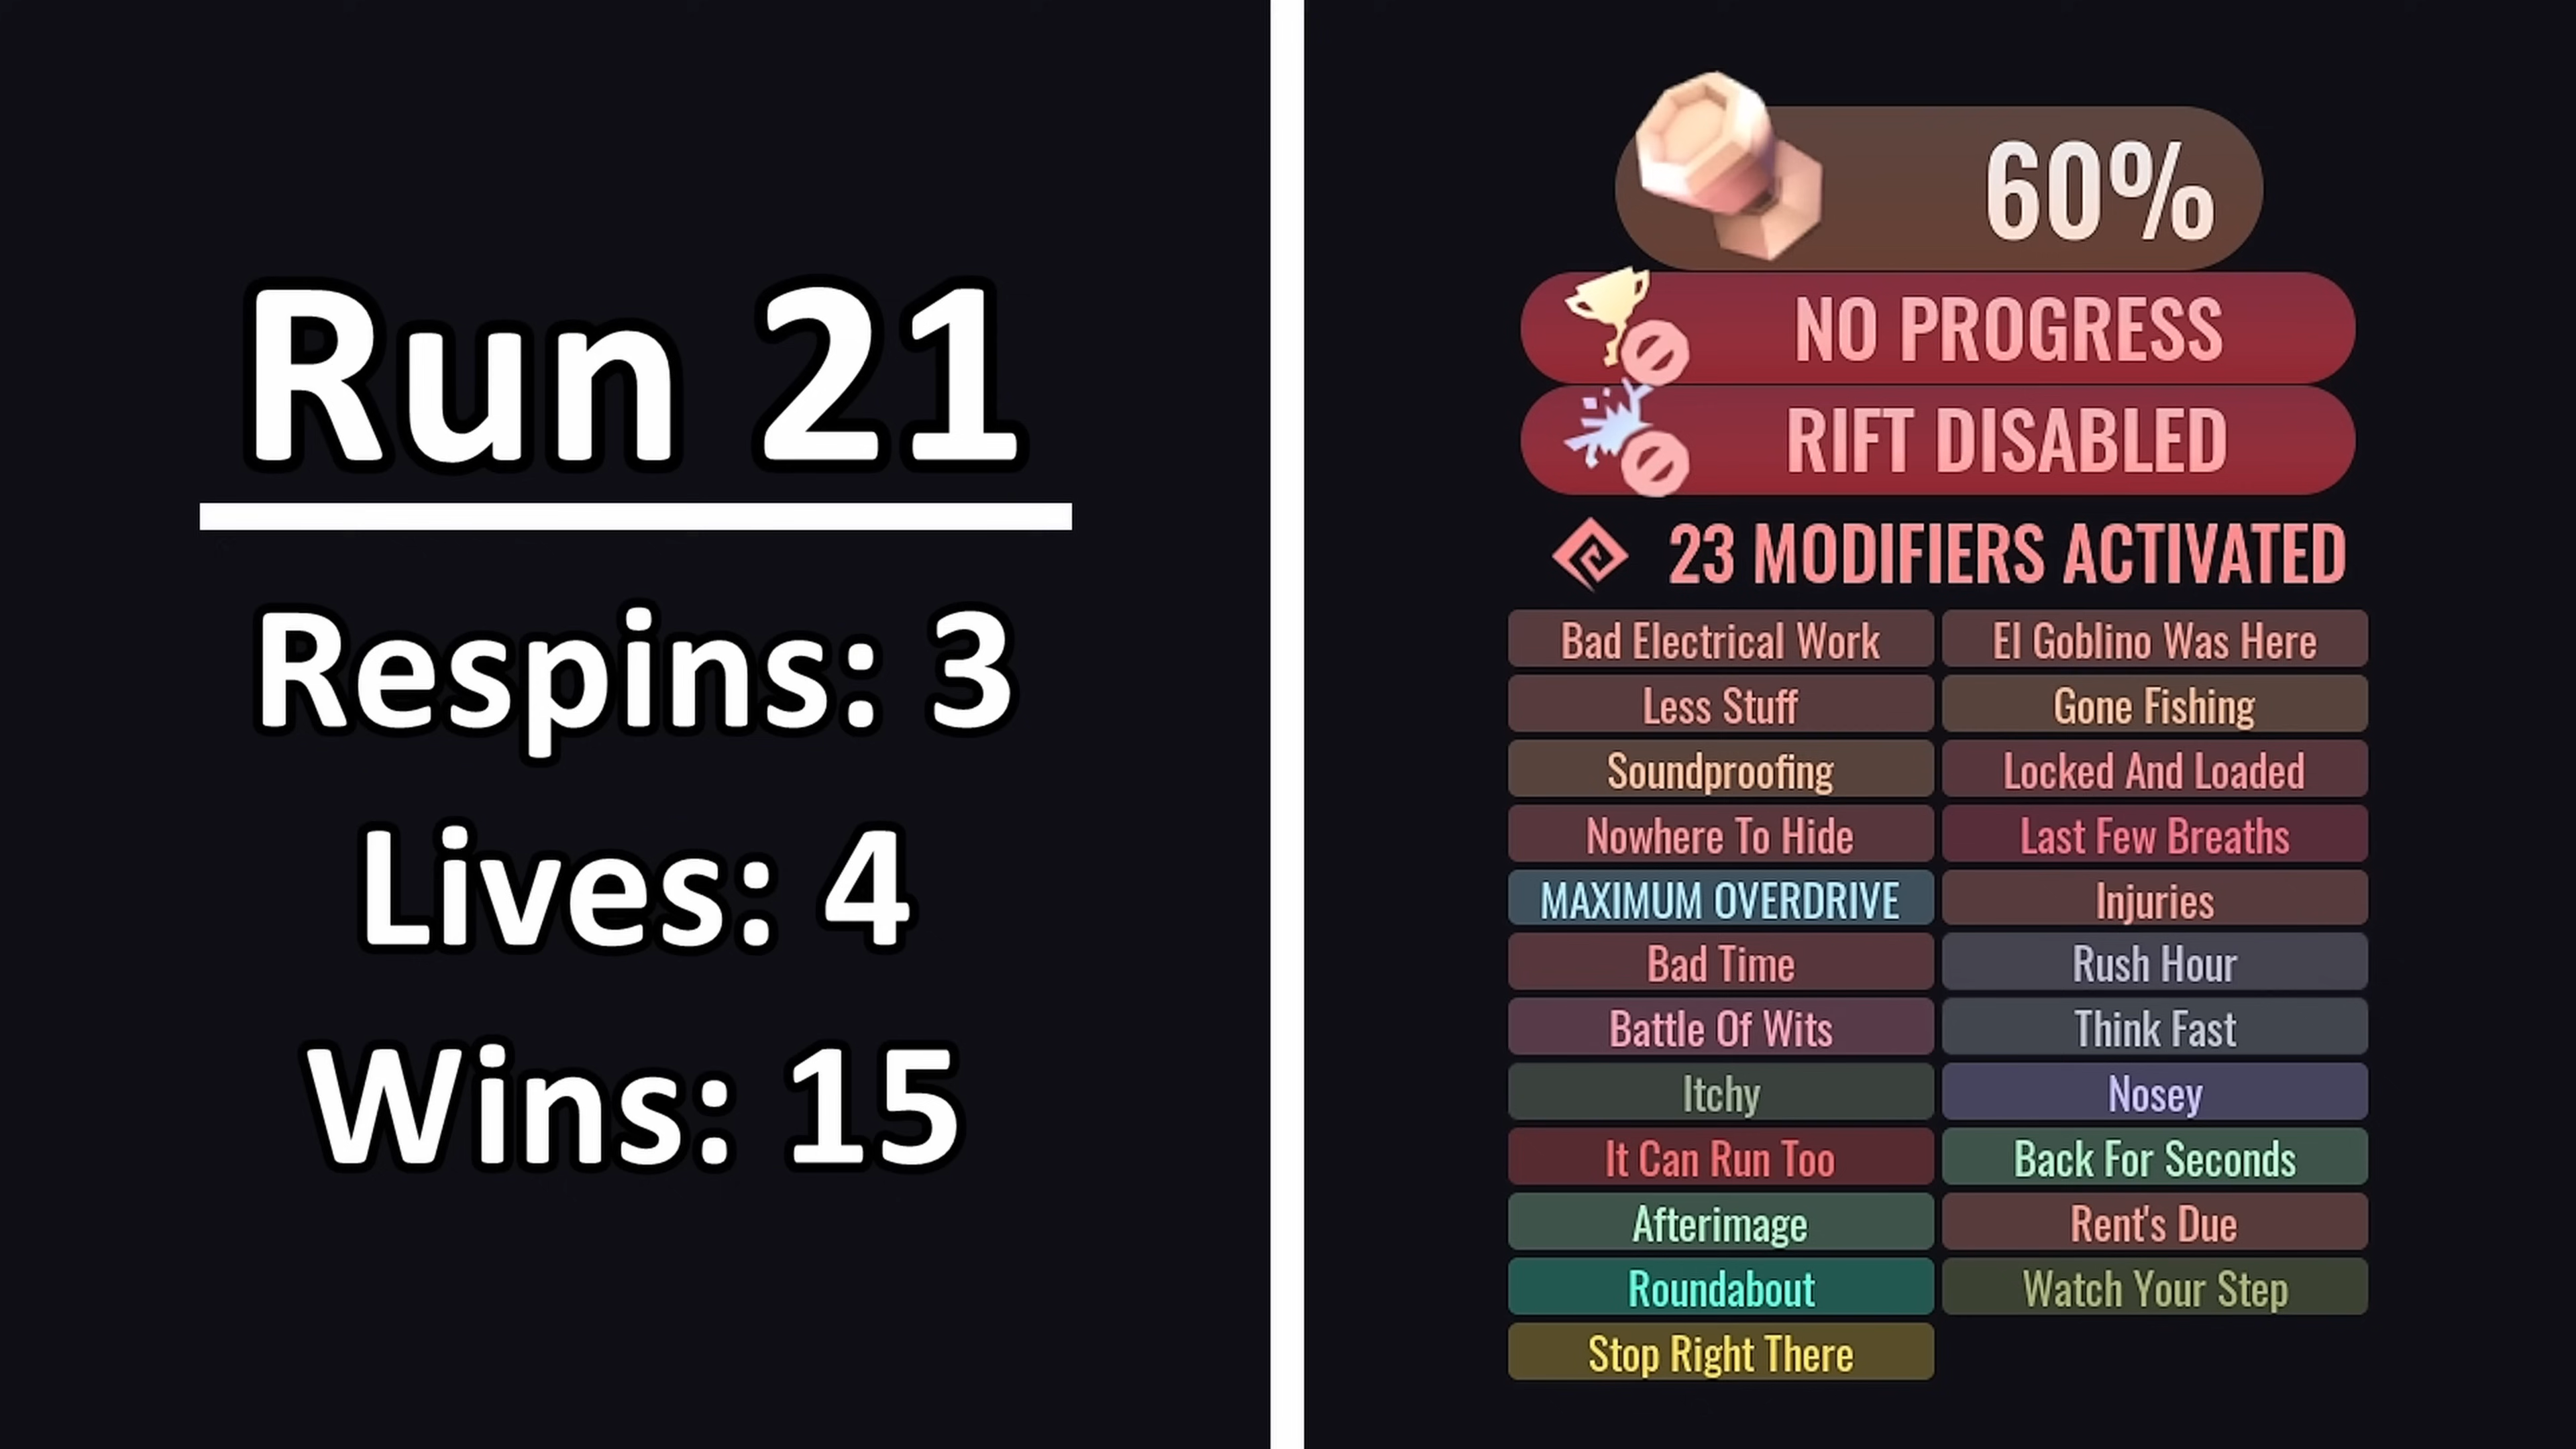 Run 21
Respins: 3
Lives: 4
Wins: 15
60%
NO PROGRESS
RIFT DISABLED
23 MODIFIERS ACTIVATED
Bad Electrical Work
El Goblino Was Here
Less Stuff
Gone Fishing
Soundproofing
Locked And Loaded
Nowhere To Hide
Last Few Breaths
MAXIMUM OVERDRIVE
Injuries
Bad Time
Rush Hour
Battle Of Wits
Think Fast
Itchy
Nosey
It Can Run Too
Back For Seconds
Afterimage
Rent's Due
Roundabout
Watch Your Step
Stop Right There